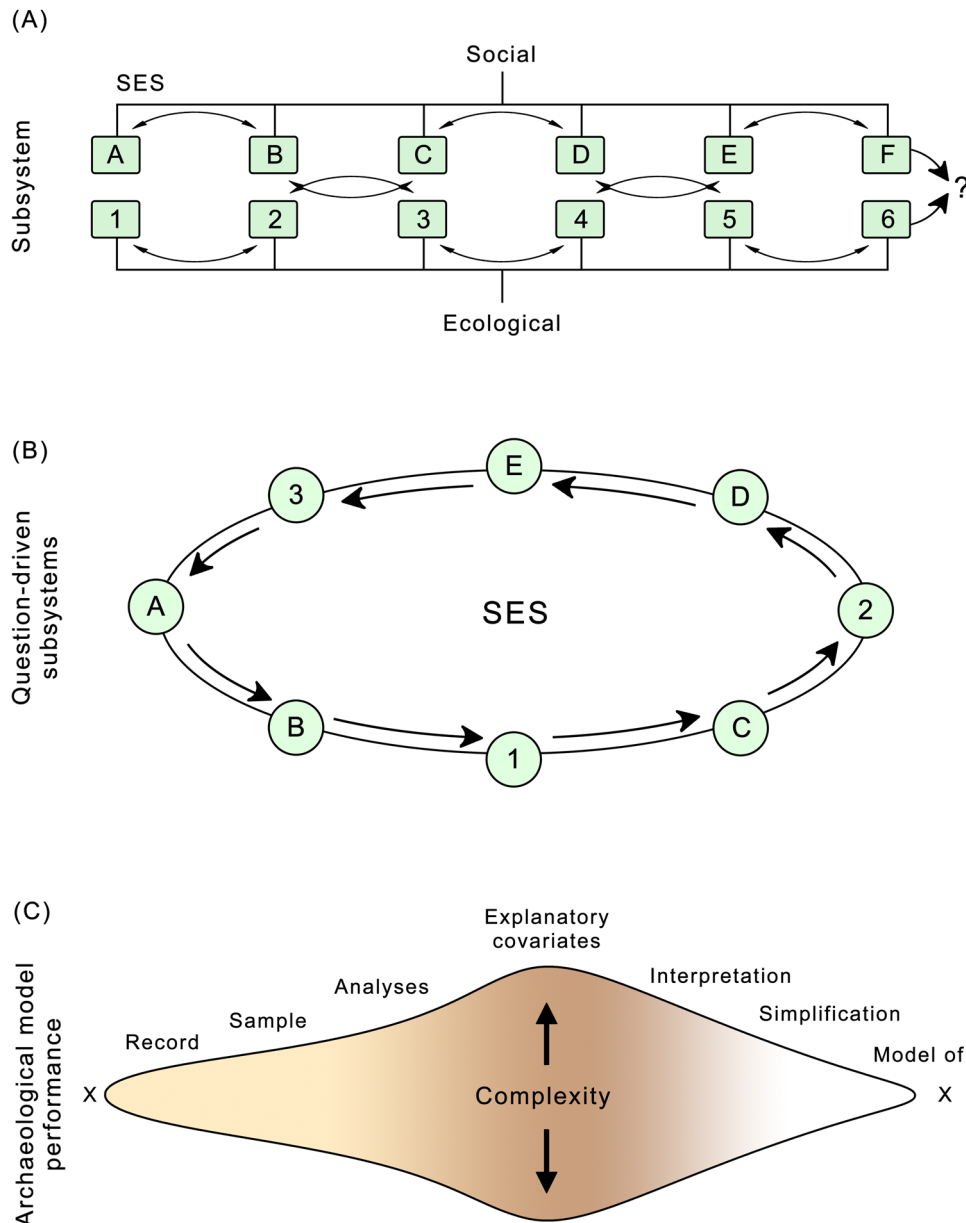 (A)
Social
SES
Subsystem
A
B
C
D
E
F
?
1
2
3
4
5
6
Ecological
(B)
Question-driven
subsystems
E
3
D
A
SES
2
B
C
1
(C)
Archaeological model
performance
Explanatory
covariates
Analyses
Interpretation
Sample
Simplification
Record
Model of
X
Complexity
X